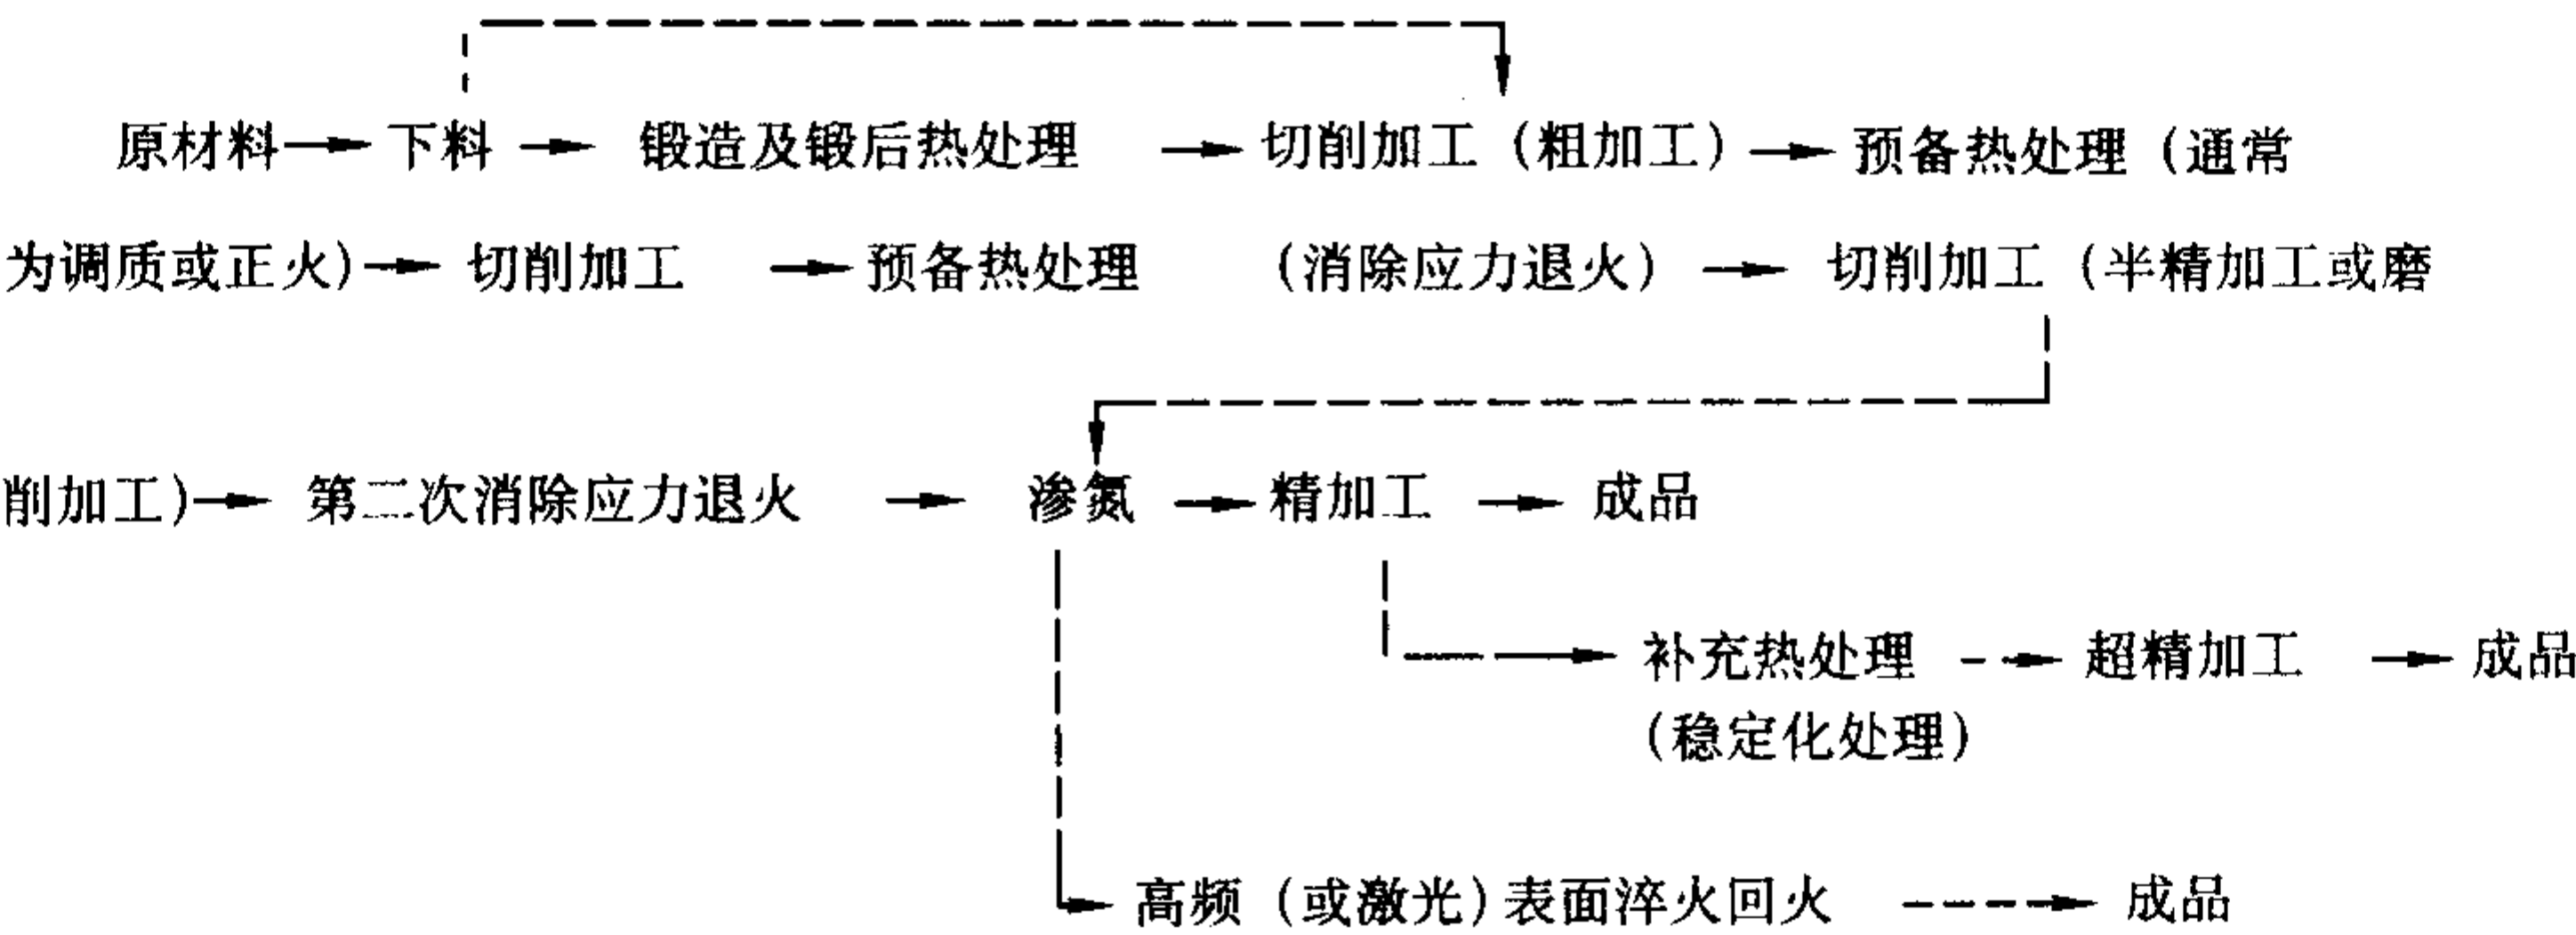 原材料→下料→锻造及锻后热处理→切削加工（粗加工）→预备热处理（通常
为调质或正火）→切削加工→预备热处理（消除应力退火）→切削加工（半精加工或磨
削加工）→第二次消除应力退火→渗氮→精加工→成品
补充热处理→超精加工→成品
（稳定化处理）
高频（或激光）表面淬火回火→成品